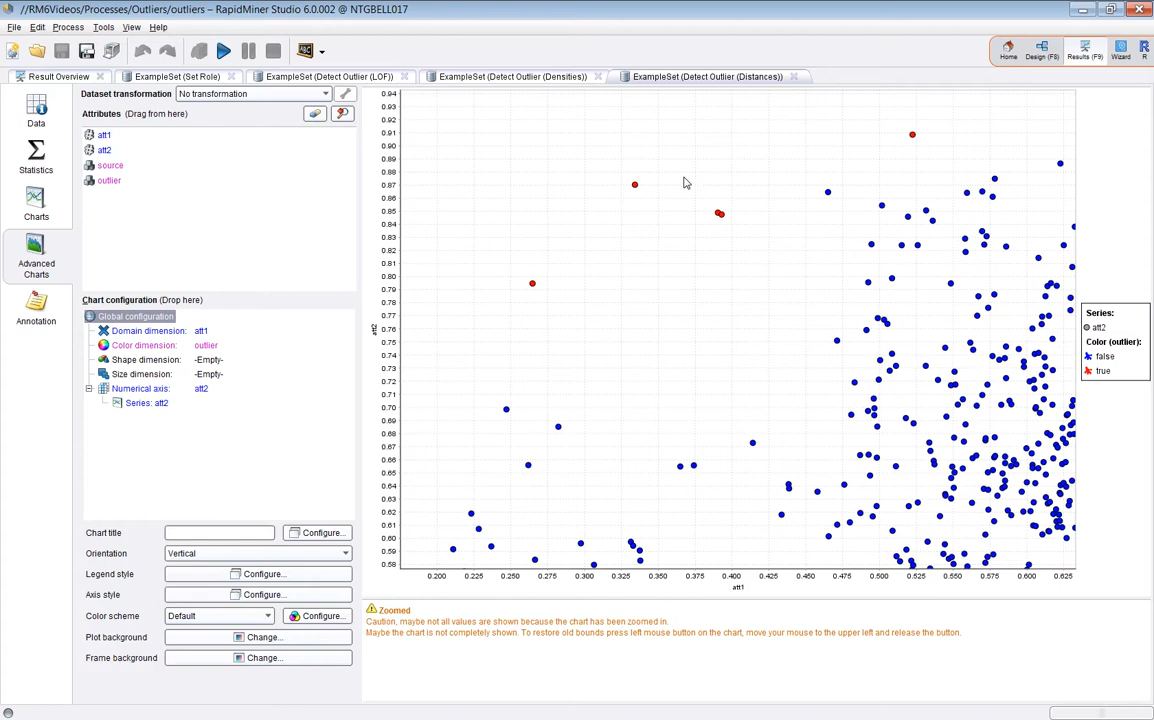 //RM6Videos/Processes/Outliers/outliers – RapidMiner Studio 6.0.002 @ NTGBELL017
File Edit Process Tools View Help
Home Design (F8) Results (F9) Wizard R
Result Overview ExampleSet (Set Role) ExampleSet (Detect Outlier (LOF)) ExampleSet (Detect Outlier (Densities)) ExampleSet (Detect Outlier (Distances))
Data
Statistics
Charts
Advanced
Charts
Annotation
Dataset transformation No transformation
Attributes (Drag from here)
att1
att2
source
outlier
Chart configuration (Drop here)
Global configuration
Domain dimension: att1
Color dimension: outlier
Shape dimension: -Empty-
Size dimension: -Empty-
Numerical axis: att2
Series: att2
Chart title Configure...
Orientation Vertical
Legend style Configure...
Axis style Configure...
Color scheme Default Configure...
Plot background Change...
Frame background Change...
0.94
0.93
0.92
0.91
0.90
0.89
0.88
0.87
0.86
0.85
0.84
0.83
0.82
0.81
0.80
0.79
0.78
0.77
0.76
0.75
0.74
0.73
0.72
0.71
0.70
0.69
0.68
0.67
0.66
0.65
0.64
0.63
0.62
0.61
0.60
0.59
0.58
att2
0.200 0.225 0.250 0.275 0.300 0.325 0.350 0.375 0.400 0.425 0.450 0.475 0.500 0.525 0.550 0.575 0.600 0.625
att1
Series:
att2
Color (outlier):
false
true
Zoomed
Caution, maybe not all values are shown because the chart has been zoomed in.
Maybe the chart is not completely shown. To restore old bounds press left mouse button on the chart, move your mouse to the upper left and release the button.